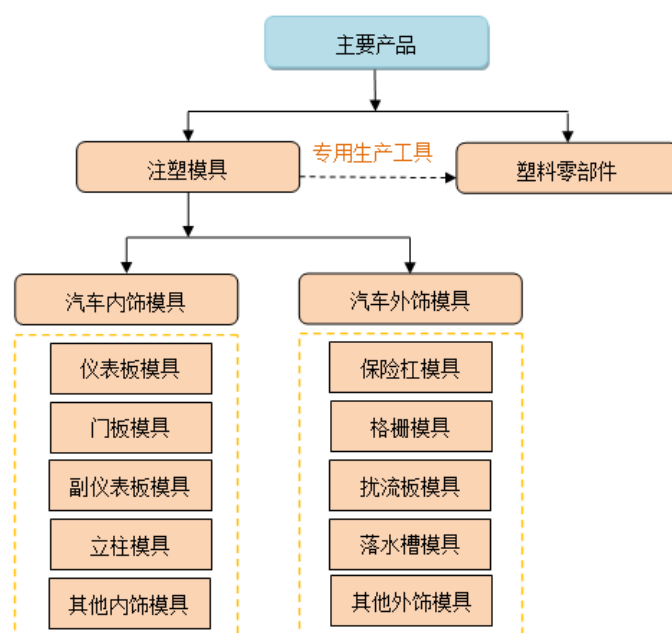 主要产品
注塑模具
专用生产工具
塑料零部件
汽车内饰模具
汽车外饰模具
仪表板模具
保险杠模具
门板模具
格栅模具
副仪表板模具
扰流板模具
立柱模具
落水槽模具
其他内饰模具
其他外饰模具